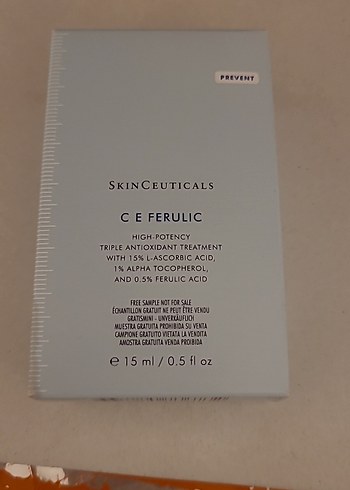 PREVENT
SKINCEUTICALS
C E FERULIC
HIGH-POTENCY
TRIPLE ANTIOXIDANT TREATMENT
WITH 15% L-ASCORBIC ACID,
1% ALPHA TOCOPHEROL,
AND 0.5% FERULIC ACID
FREE SAMPLE NOT FOR SALE
ÉCHANTILLON GRATUIT NE PEUT ÊTRE VENDU
GRATISMINI - UNVERKÄUFLICH
MUESTRA GRATUITA PROHIBIDA SU VENTA
CAMPIONE GRATUITO VIETATA LA VENDITA
AMOSTRA GRATUITA VENDA PROIBIDA
℮ 15 ml / 0.5 fl oz